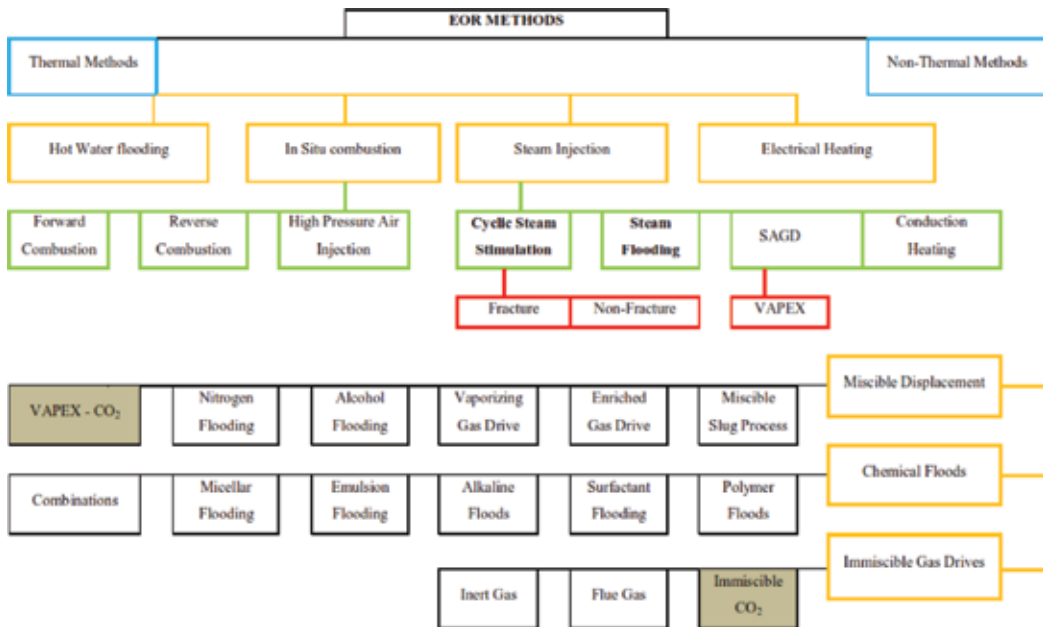 EOR METHODS
Thermal Methods
Non-Thermal Methods
Hot Water flooding
In Situ combustion
Steam Injection
Electrical Heating
Forward
Combustion
Reverse
Combustion
High Pressure Air
Injection
Cyclic Steam
Stimulation
Steam
Flooding
SAGD
Conduction
Heating
Fracture
Non-Fracture
VAPEX
Miscible Displacement
VAPEX - CO₂
Nitrogen
Flooding
Alcohol
Flooding
Vaporizing
Gas Drive
Enriched
Gas Drive
Miscible
Slug Process
Chemical Floods
Combinations
Micellar
Flooding
Emulsion
Flooding
Alkaline
Floods
Surfactant
Flooding
Polymer
Floods
Immiscible Gas Drives
Inert Gas
Flue Gas
Immiscible
CO₂